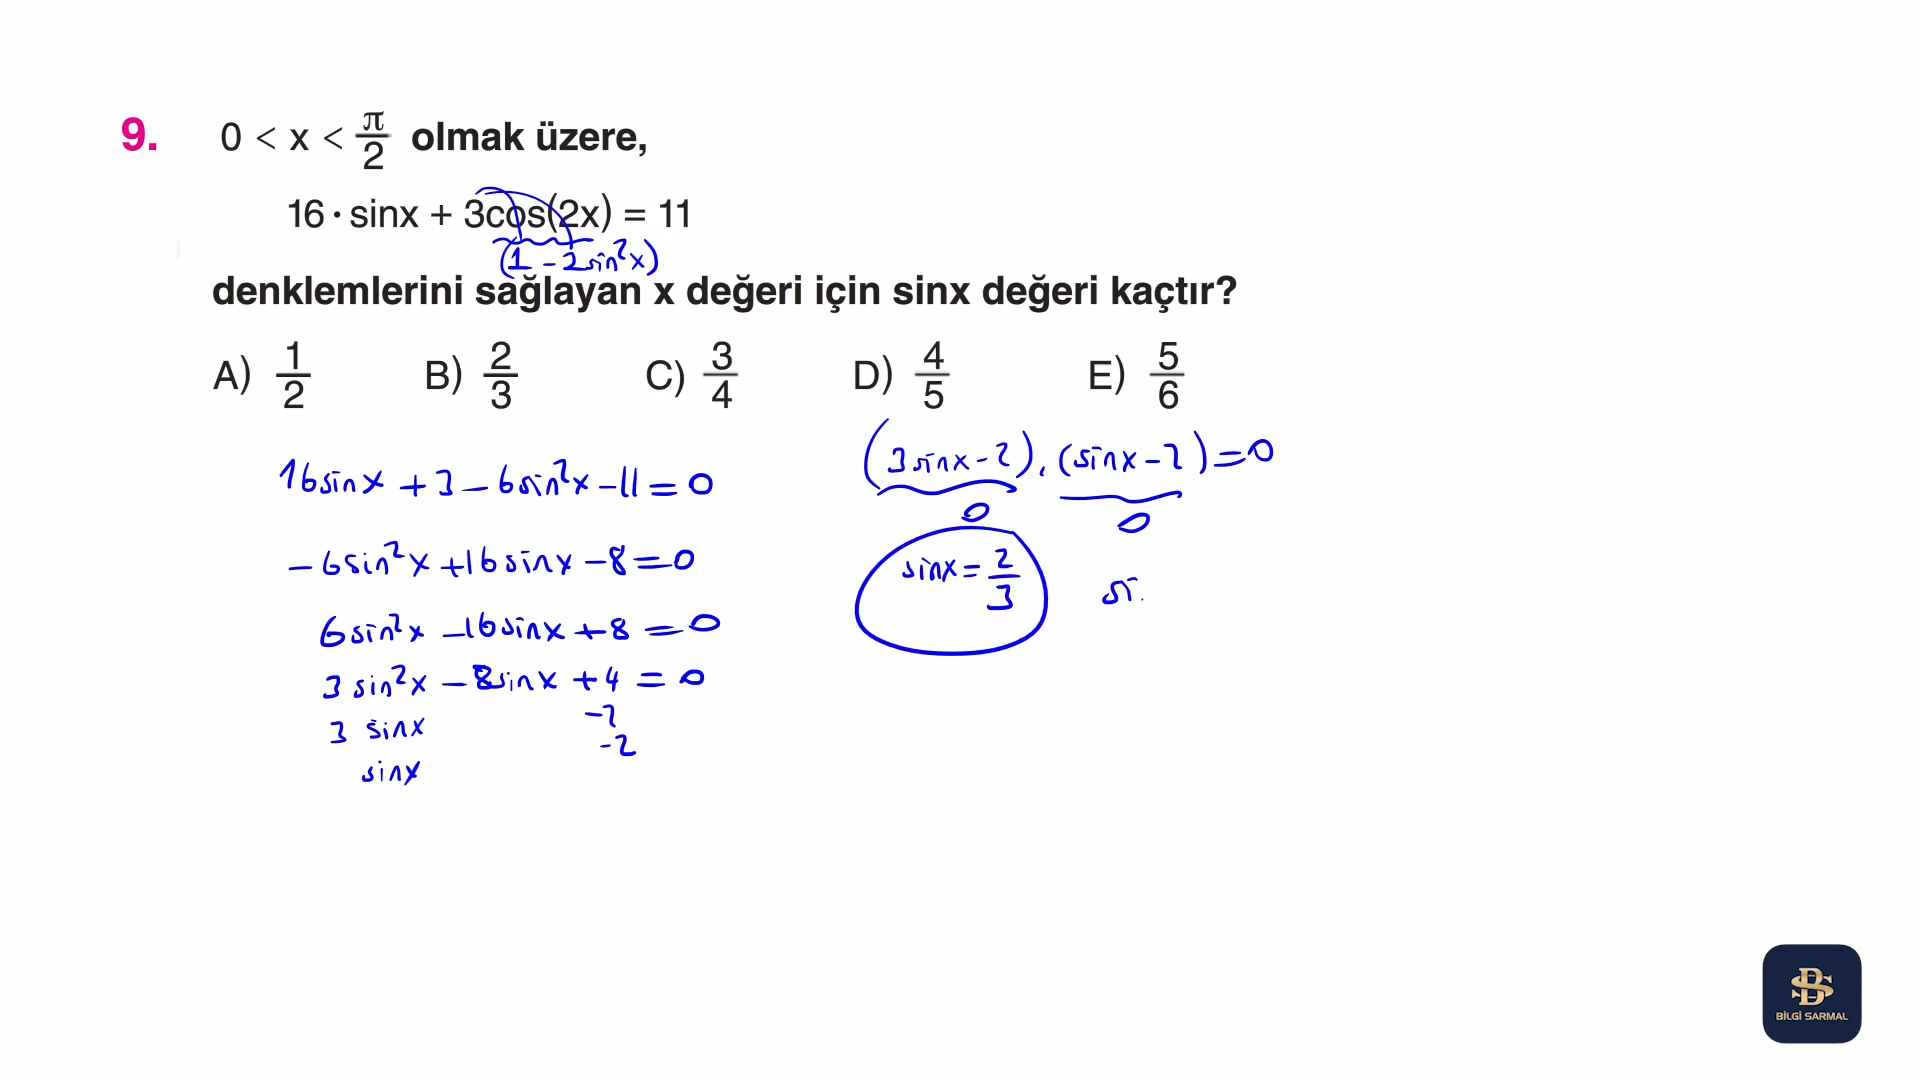 9. 0 < x < π/2 olmak üzere,
16 · sinx + 3cos(2x) = 11
(1 - 2sin²x)
denklemlerini sağlayan x değeri için sinx değeri kaçtır?
A) 1/2 B) 2/3 C) 3/4 D) 4/5 E) 5/6
16sinx + 3 - 6sin²x - 11 = 0
- 6sin²x + 16sinx - 8 = 0
6sin²x - 16sinx + 8 = 0
3sin²x - 8sinx + 4 = 0
3 sinx -2
sinx -2
(3sinx - 2) . (sinx - 2) = 0
0 0
sinx = 2/3 si
BİLGİ SARMAL